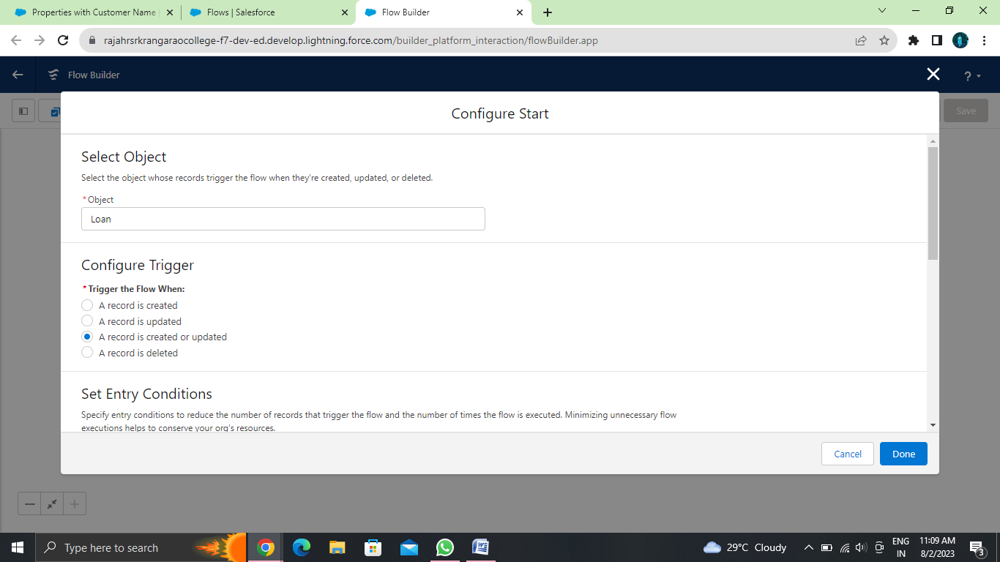 Properties with Customer Name
Flows | Salesforce
Flow Builder
rajahrsrkrangaraocollege-f7-dev-ed.develop.lightning.force.com/builder_platform_interaction/flowBuilder.app
Flow Builder
?
Save
Configure Start
Select Object
Select the object whose records trigger the flow when they're created, updated, or deleted.
*Object
Loan
Configure Trigger
*Trigger the Flow When:
A record is created
A record is updated
A record is created or updated
A record is deleted
Set Entry Conditions
Specify entry conditions to reduce the number of records that trigger the flow and the number of times the flow is executed. Minimizing unnecessary flow
executions helps to conserve your org's resources.
Cancel
Done
Type here to search
29°C Cloudy
ENG
IN
11:09 AM
8/2/2023
3